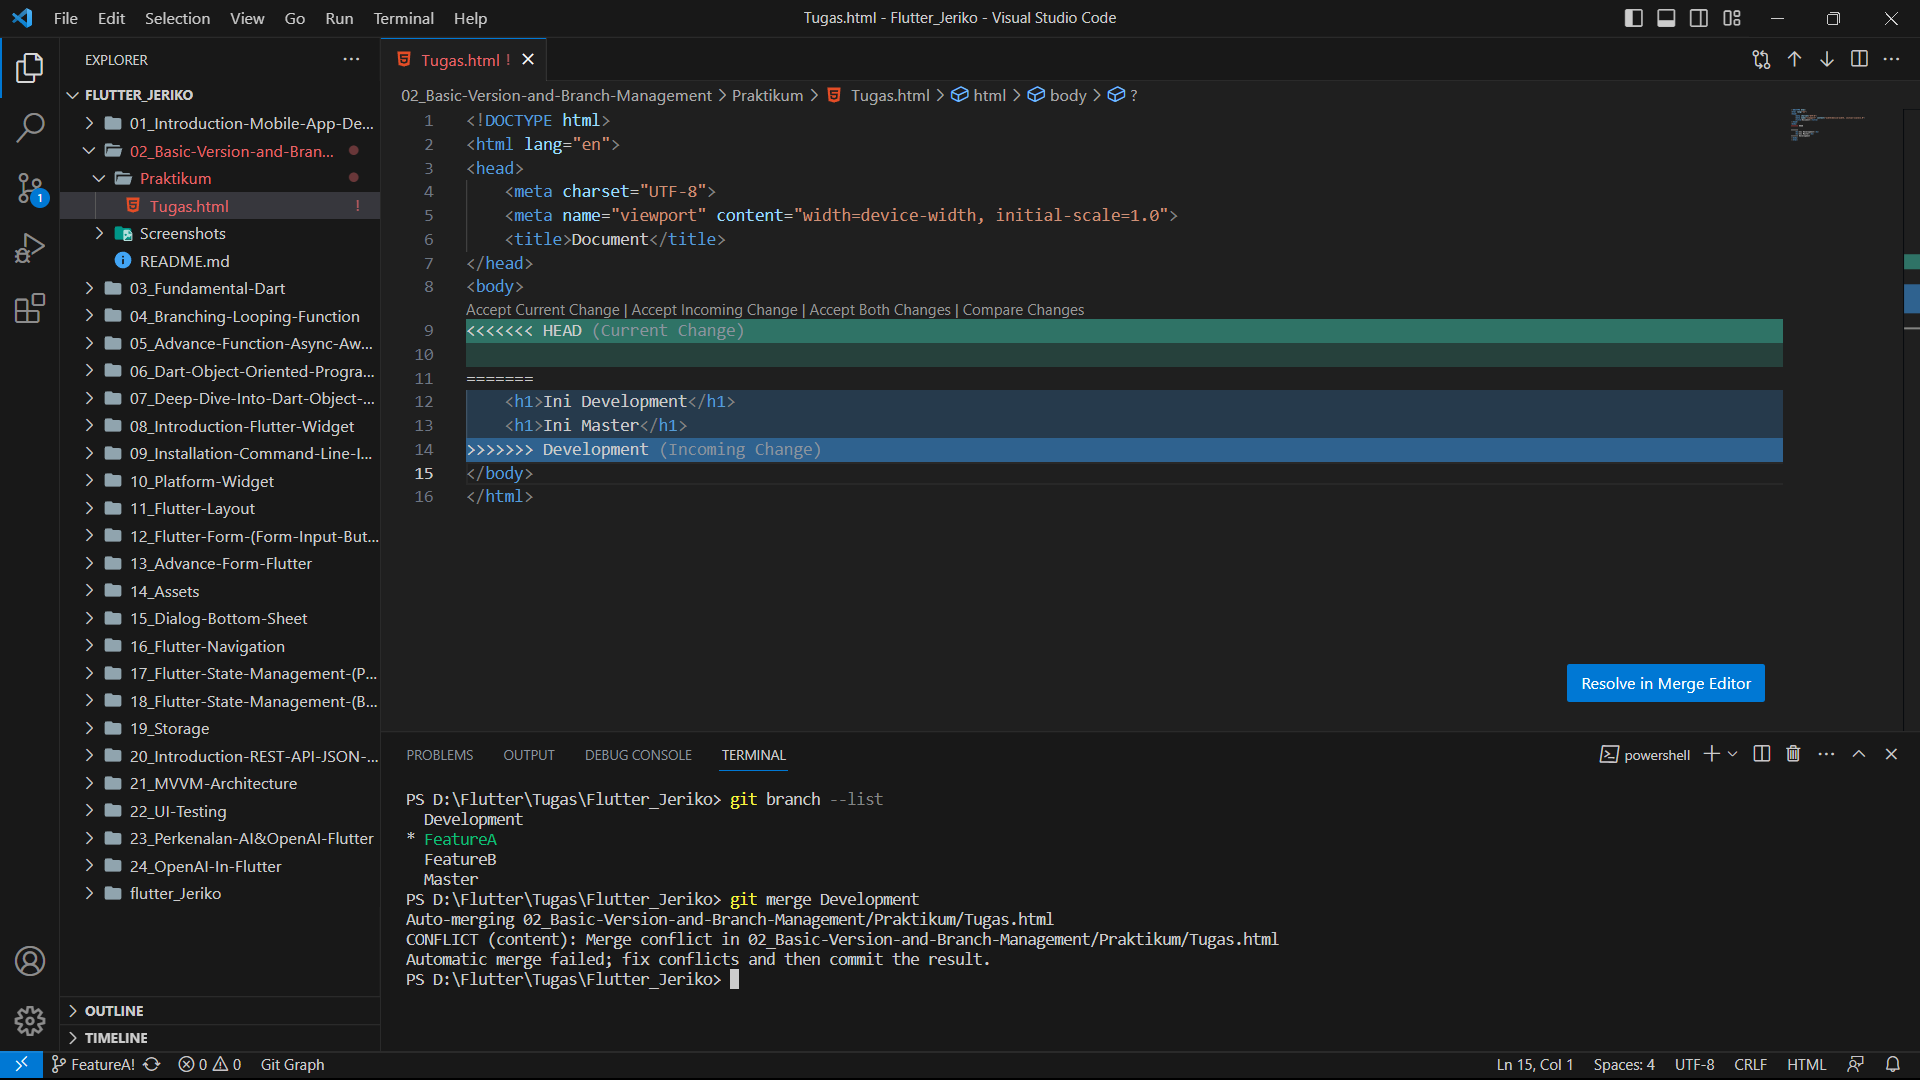 File Edit Selection View Go Run Terminal Help
Tugas.html - Flutter_Jeriko - Visual Studio Code
EXPLORER
FLUTTER_JERIKO
01_Introduction-Mobile-App-De...
02_Basic-Version-and-Bran...
Praktikum
Tugas.html !
Screenshots
README.md
03_Fundamental-Dart
04_Branching-Looping-Function
05_Advance-Function-Async-Aw...
06_Dart-Object-Oriented-Progra...
07_Deep-Dive-Into-Dart-Object-...
08_Introduction-Flutter-Widget
09_Installation-Command-Line-I...
10_Platform-Widget
11_Flutter-Layout
12_Flutter-Form-(Form-Input-But...
13_Advance-Form-Flutter
14_Assets
15_Dialog-Bottom-Sheet
16_Flutter-Navigation
17_Flutter-State-Management-(P...
18_Flutter-State-Management-(B...
19_Storage
20_Introduction-REST-API-JSON-...
21_MVVM-Architecture
22_UI-Testing
23_Perkenalan-AI&OpenAI-Flutter
24_OpenAI-In-Flutter
flutter_Jeriko
OUTLINE
TIMELINE
1
Tugas.html !
02_Basic-Version-and-Branch-Management > Praktikum > Tugas.html > html > body > ?
1 <!DOCTYPE html>
2 <html lang="en">
3 <head>
4 <meta charset="UTF-8">
5 <meta name="viewport" content="width=device-width, initial-scale=1.0">
6 <title>Document</title>
7 </head>
8 <body>
Accept Current Change | Accept Incoming Change | Accept Both Changes | Compare Changes
9 <<<<<<< HEAD (Current Change)
10
11 =======
12 <h1>Ini Development</h1>
13 <h1>Ini Master</h1>
14 >>>>>>> Development (Incoming Change)
15 </body>
16 </html>
Resolve in Merge Editor
PROBLEMS OUTPUT DEBUG CONSOLE TERMINAL
powershell
PS D:\Flutter\Tugas\Flutter_Jeriko> git branch --list
Development
* FeatureA
FeatureB
Master
PS D:\Flutter\Tugas\Flutter_Jeriko> git merge Development
Auto-merging 02_Basic-Version-and-Branch-Management/Praktikum/Tugas.html
CONFLICT (content): Merge conflict in 02_Basic-Version-and-Branch-Management/Praktikum/Tugas.html
Automatic merge failed; fix conflicts and then commit the result.
PS D:\Flutter\Tugas\Flutter_Jeriko>
FeatureA! 0 0 Git Graph
Ln 15, Col 1 Spaces: 4 UTF-8 CRLF HTML